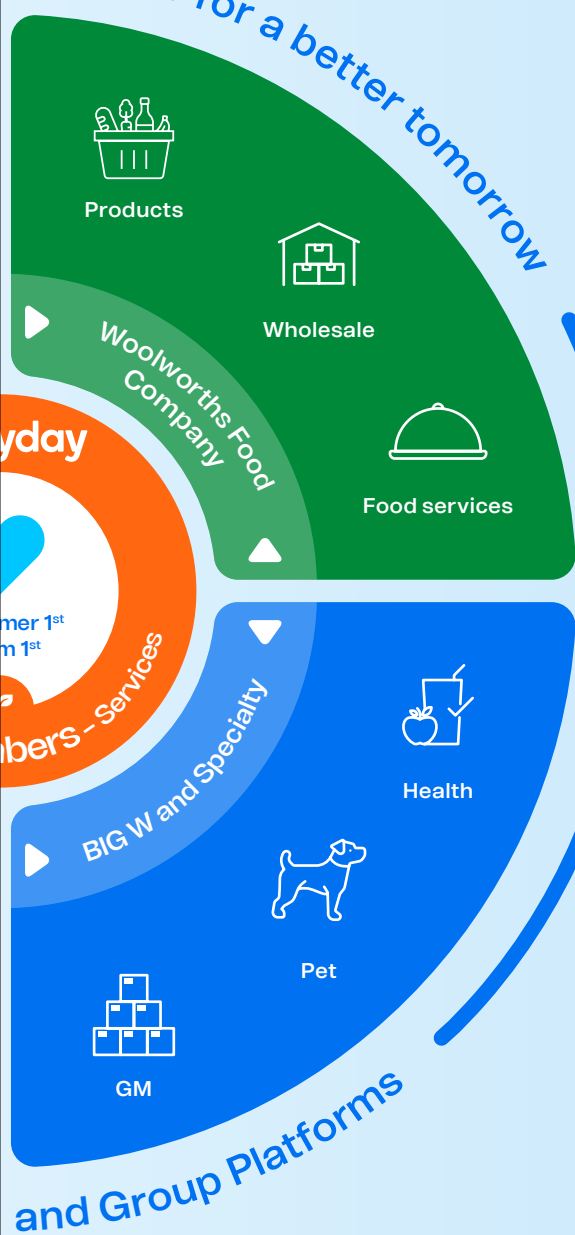 for a better tomorrow
Products
Wholesale
Woolworths Food
Company
Food services
yday
mer 1st
m 1st
bers – Services
BIG W and Specialty
Health
Pet
GM
and Group Platforms